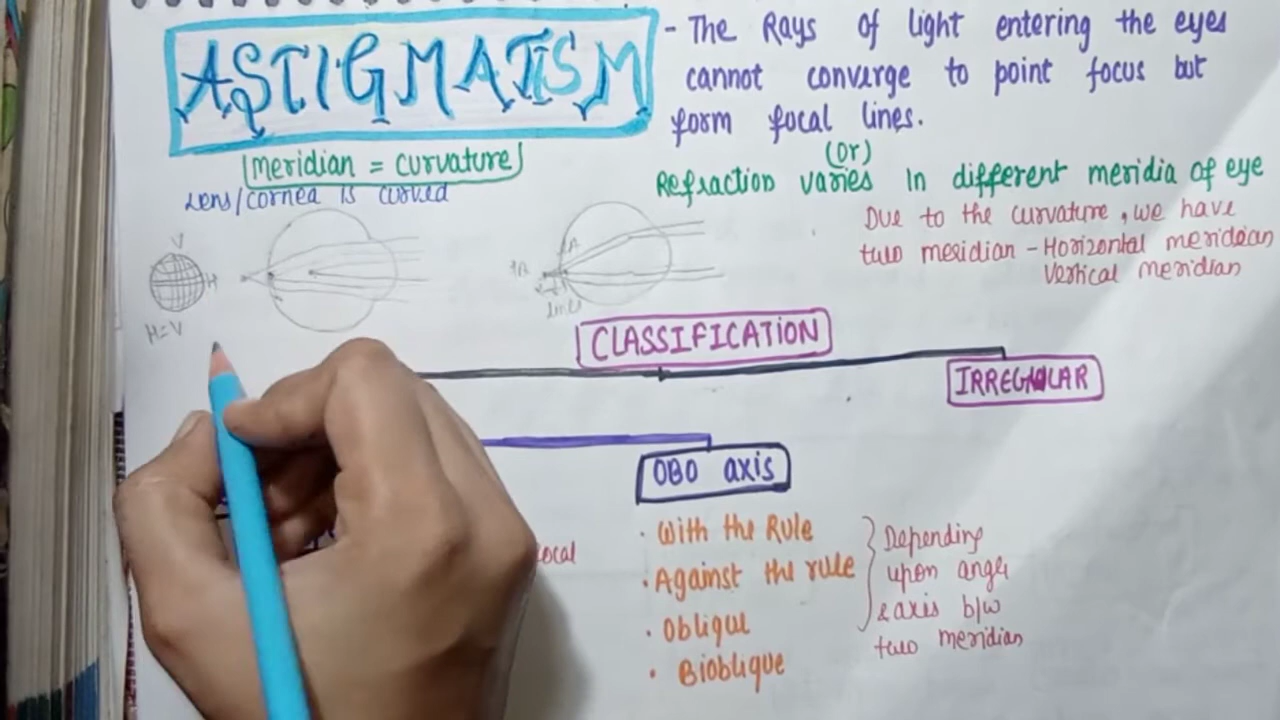 ASTIGMATISM
- The Rays of light entering the eyes
cannot converge to point focus but
form focal lines.
(or)
Refraction varies in different meridia of eye
|Meridian = curvature|
Lens/cornea is curved
Due to the curvature, we have
two meridian - Horizontal meridian
Vertical meridian
V
H
H=V
CLASSIFICATION
IRREGULAR
OBO axis
• With the Rule
• Against the rule
• Oblique
• Bioblique
Depending
upon angle
& axis b/w
two meridian